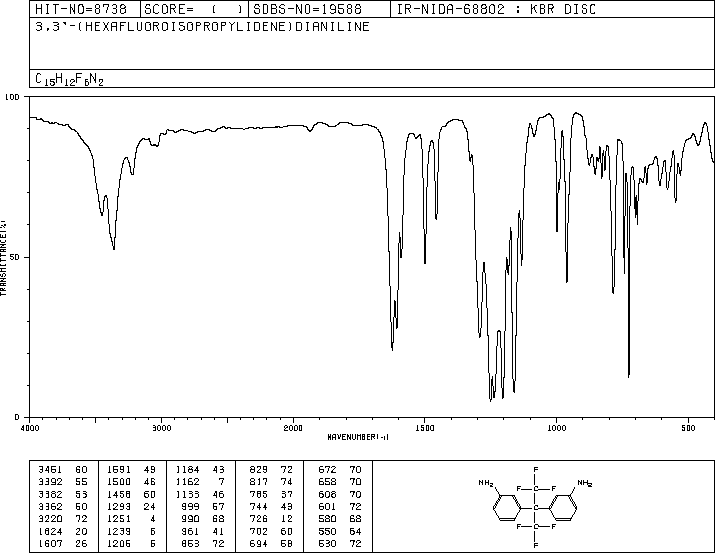 HIT-NO=8738 SCORE= ( ) SDBS-NO=19588 IR-NIDA-68802 : KBR DISC
3,3'-(HEXAFLUOROISOPROPYLIDENE)DIANILINE
C15H12F6N2
100
50
0
TRANSMITTANCE(%)
4000 3000 2000 1500 1000 500
WAVENUMBER(-1)
3461 60 1591 49 1184 43 829 72 672 70
3392 55 1500 46 1162 7 817 74 658 70
3382 53 1458 60 1133 46 785 37 608 70
3362 50 1293 24 999 57 744 43 601 72
3220 72 1251 4 990 68 726 12 580 68
1624 20 1239 5 961 41 702 60 550 64
1607 26 1206 5 863 72 694 58 530 72
F
NH2 F C F NH2
C
F C F
F